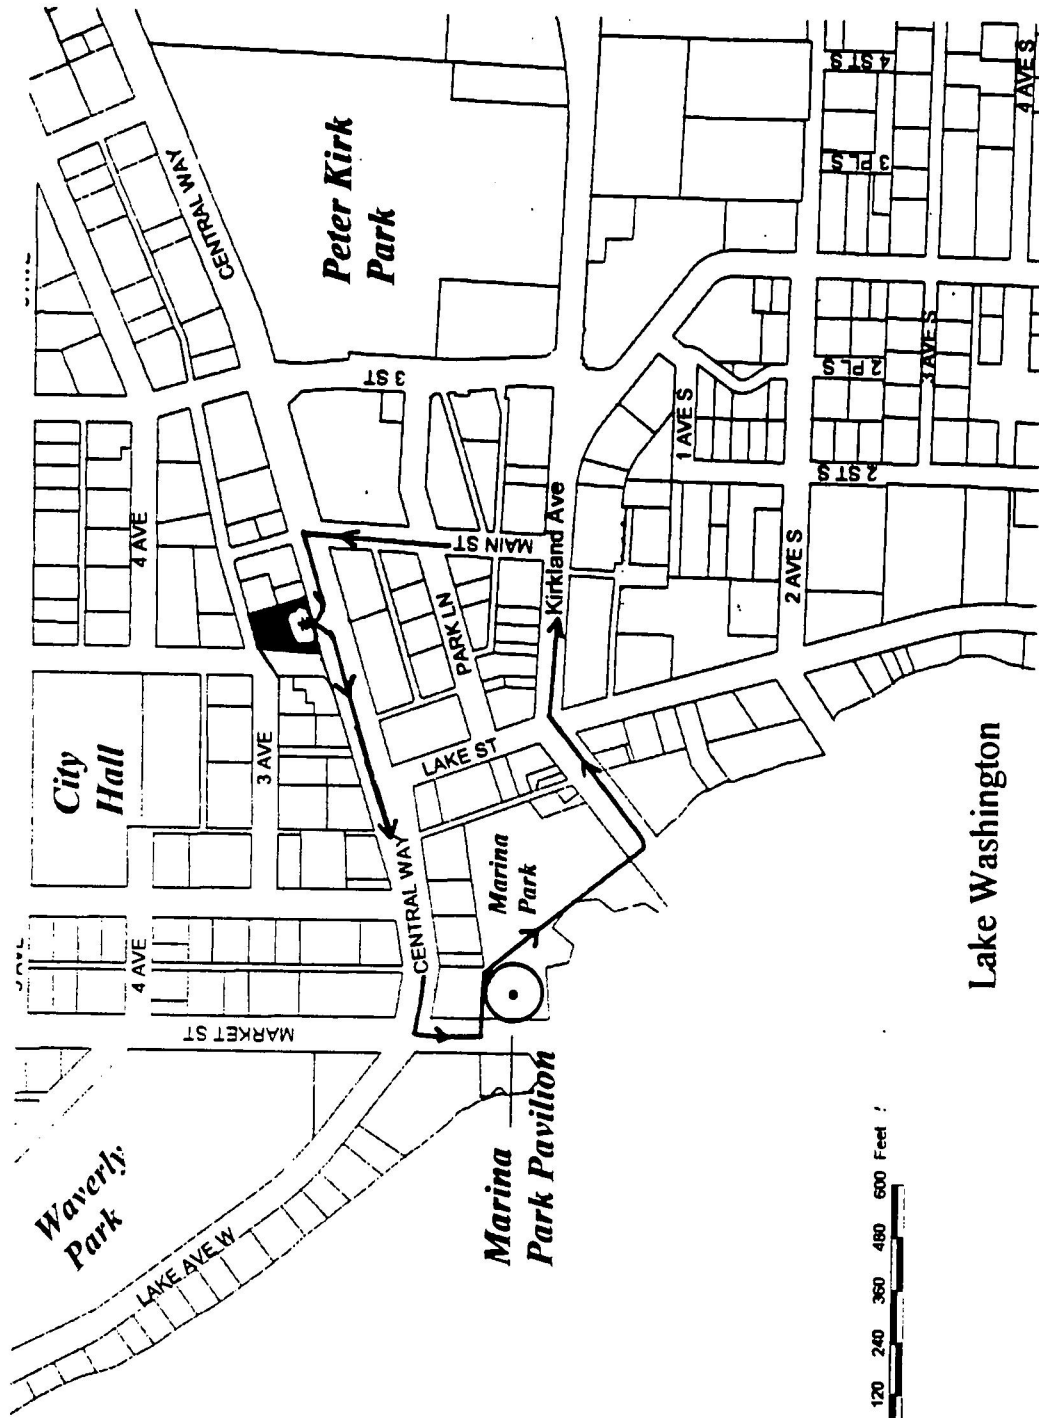 Waverly
Park
City
Hall
4 AVE
4 AVE
MARKET ST
LAKE AVE W
3 AVE
CENTRAL WAY
Peter Kirk
Park
3 ST
CENTRAL WAY
PARK LN
LAKE ST
Marina
Park
MAIN ST
Marina
Park Pavilion
Kirkland Ave
1 AVE S
2 AVE S
2 ST S
2 PL S
3 PL S
4 ST S
3 AVE S
4 AVE S
Lake Washington
120 240 360 480 600 Feet